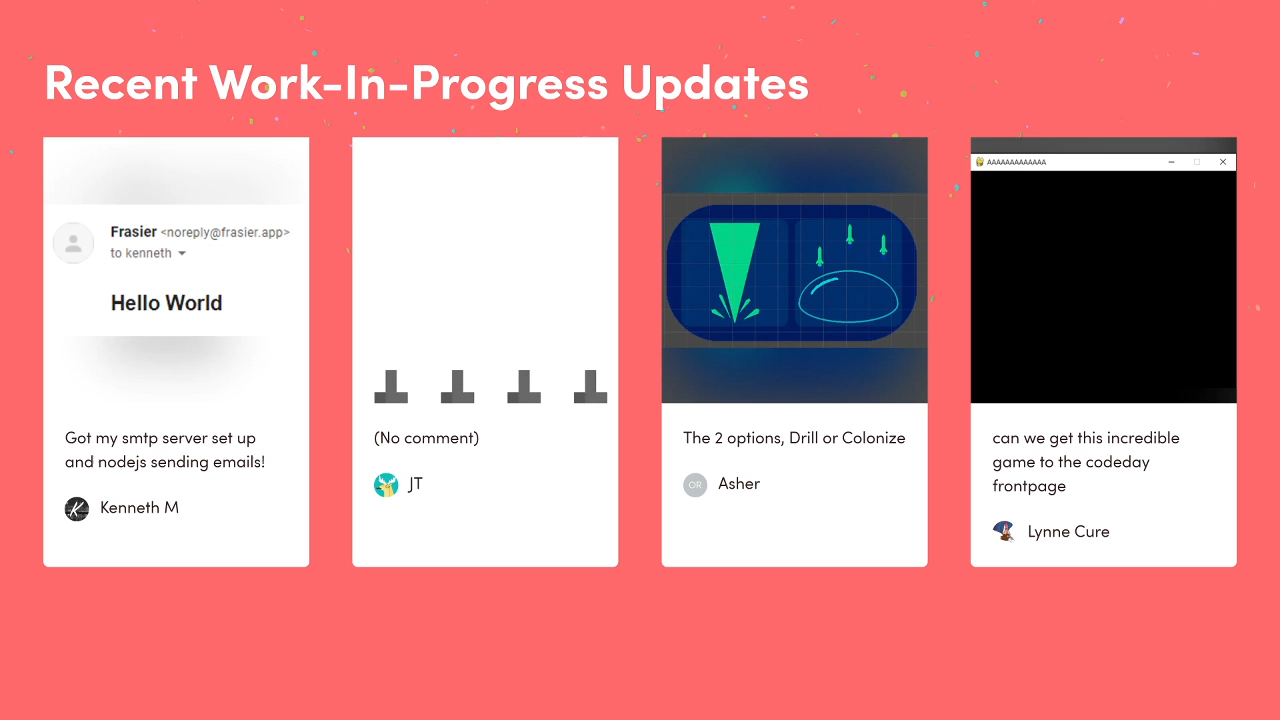 Recent Work-In-Progress Updates
Frasier <noreply@frasier.app>
to kenneth
Hello World
Got my smtp server set up
and nodejs sending emails!
Kenneth M
(No comment)
JT
The 2 options, Drill or Colonize
OR
Asher
AAAAAAAAAAAAA
can we get this incredible
game to the codeday
frontpage
Lynne Cure